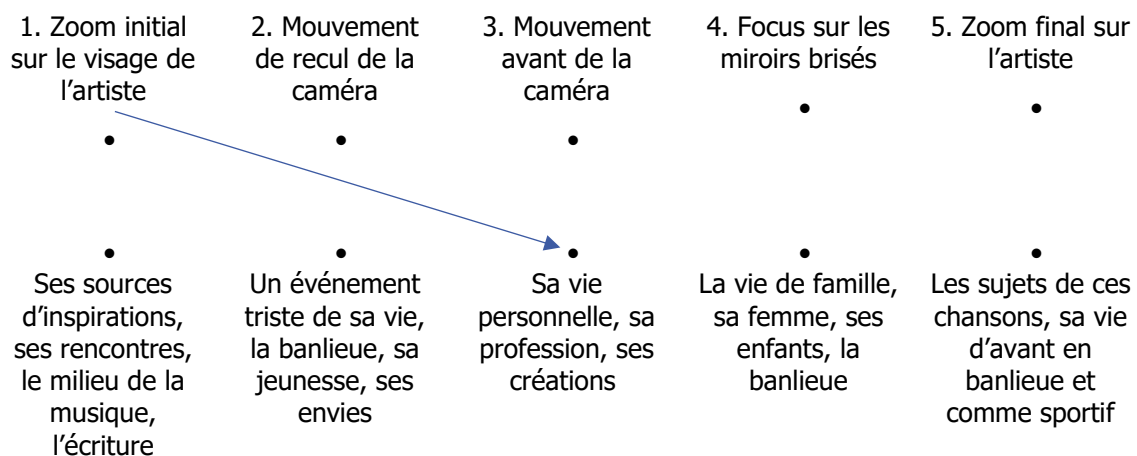 1. Zoom initial
sur le visage de
l'artiste
2. Mouvement
de recul de la
caméra
3. Mouvement
avant de la
caméra
4. Focus sur les
miroirs brisés
5. Zoom final sur
l'artiste
Ses sources
d'inspirations,
ses rencontres,
le milieu de la
musique,
l'écriture
Un événement
triste de sa vie,
la banlieue, sa
jeunesse, ses
envies
Sa vie
personnelle, sa
profession, ses
créations
La vie de famille,
sa femme, ses
enfants, la
banlieue
Les sujets de ces
chansons, sa vie
d'avant en
banlieue et
comme sportif